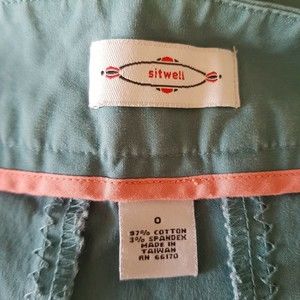 sitwell
0
97% COTTON
3% SPANDEX
MADE IN
TAIWAN
RN 66170